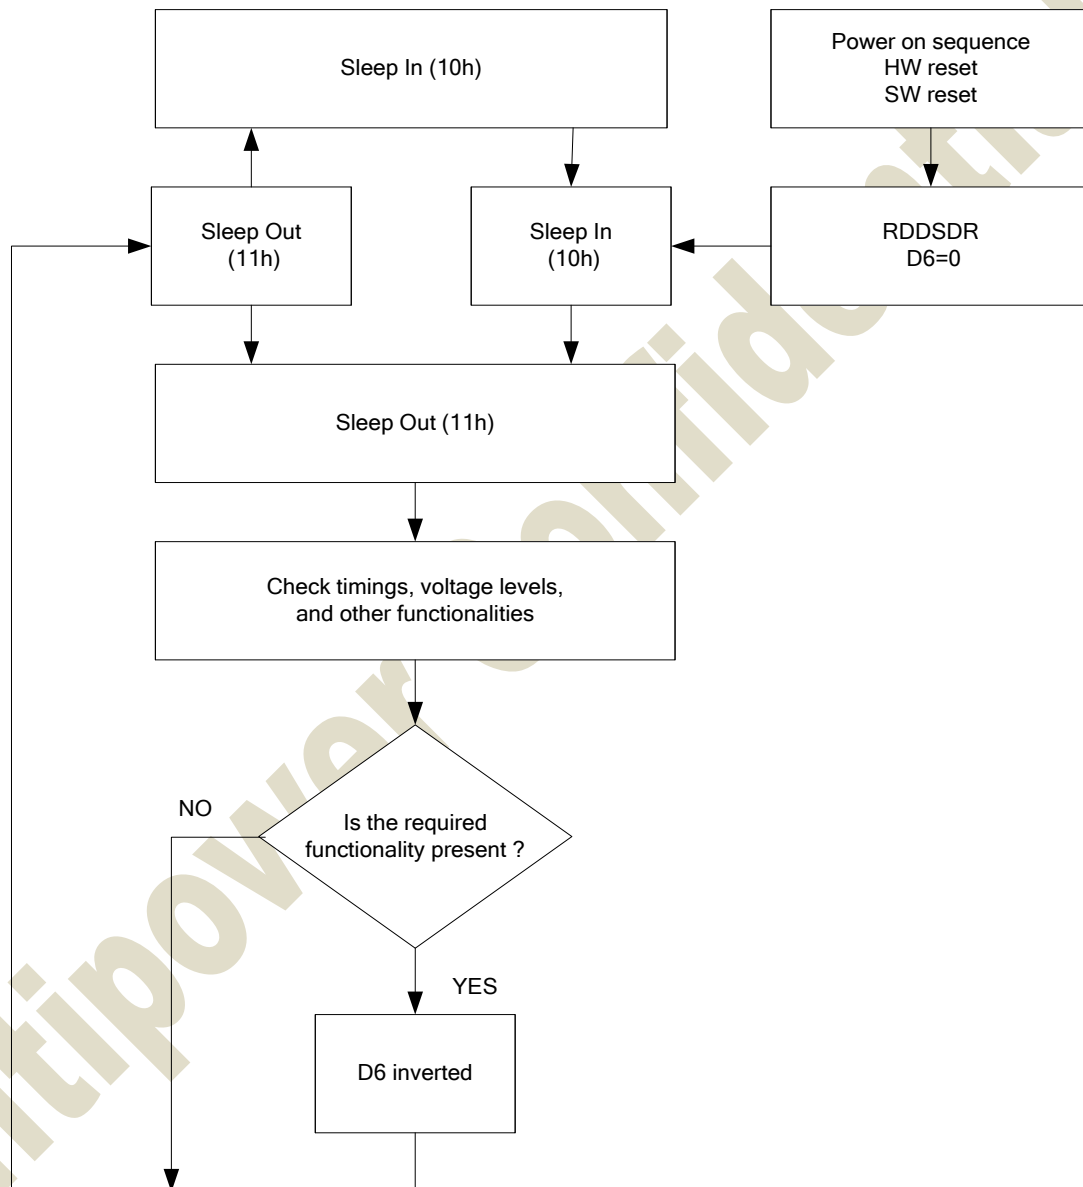 Sleep In (10h)
Power on sequence
HW reset
SW reset
Sleep Out
(11h)
Sleep In
(10h)
RDDSDR
D6=0
Sleep Out (11h)
Check timings, voltage levels,
and other functionalities
NO
Is the required
functionality present ?
YES
D6 inverted